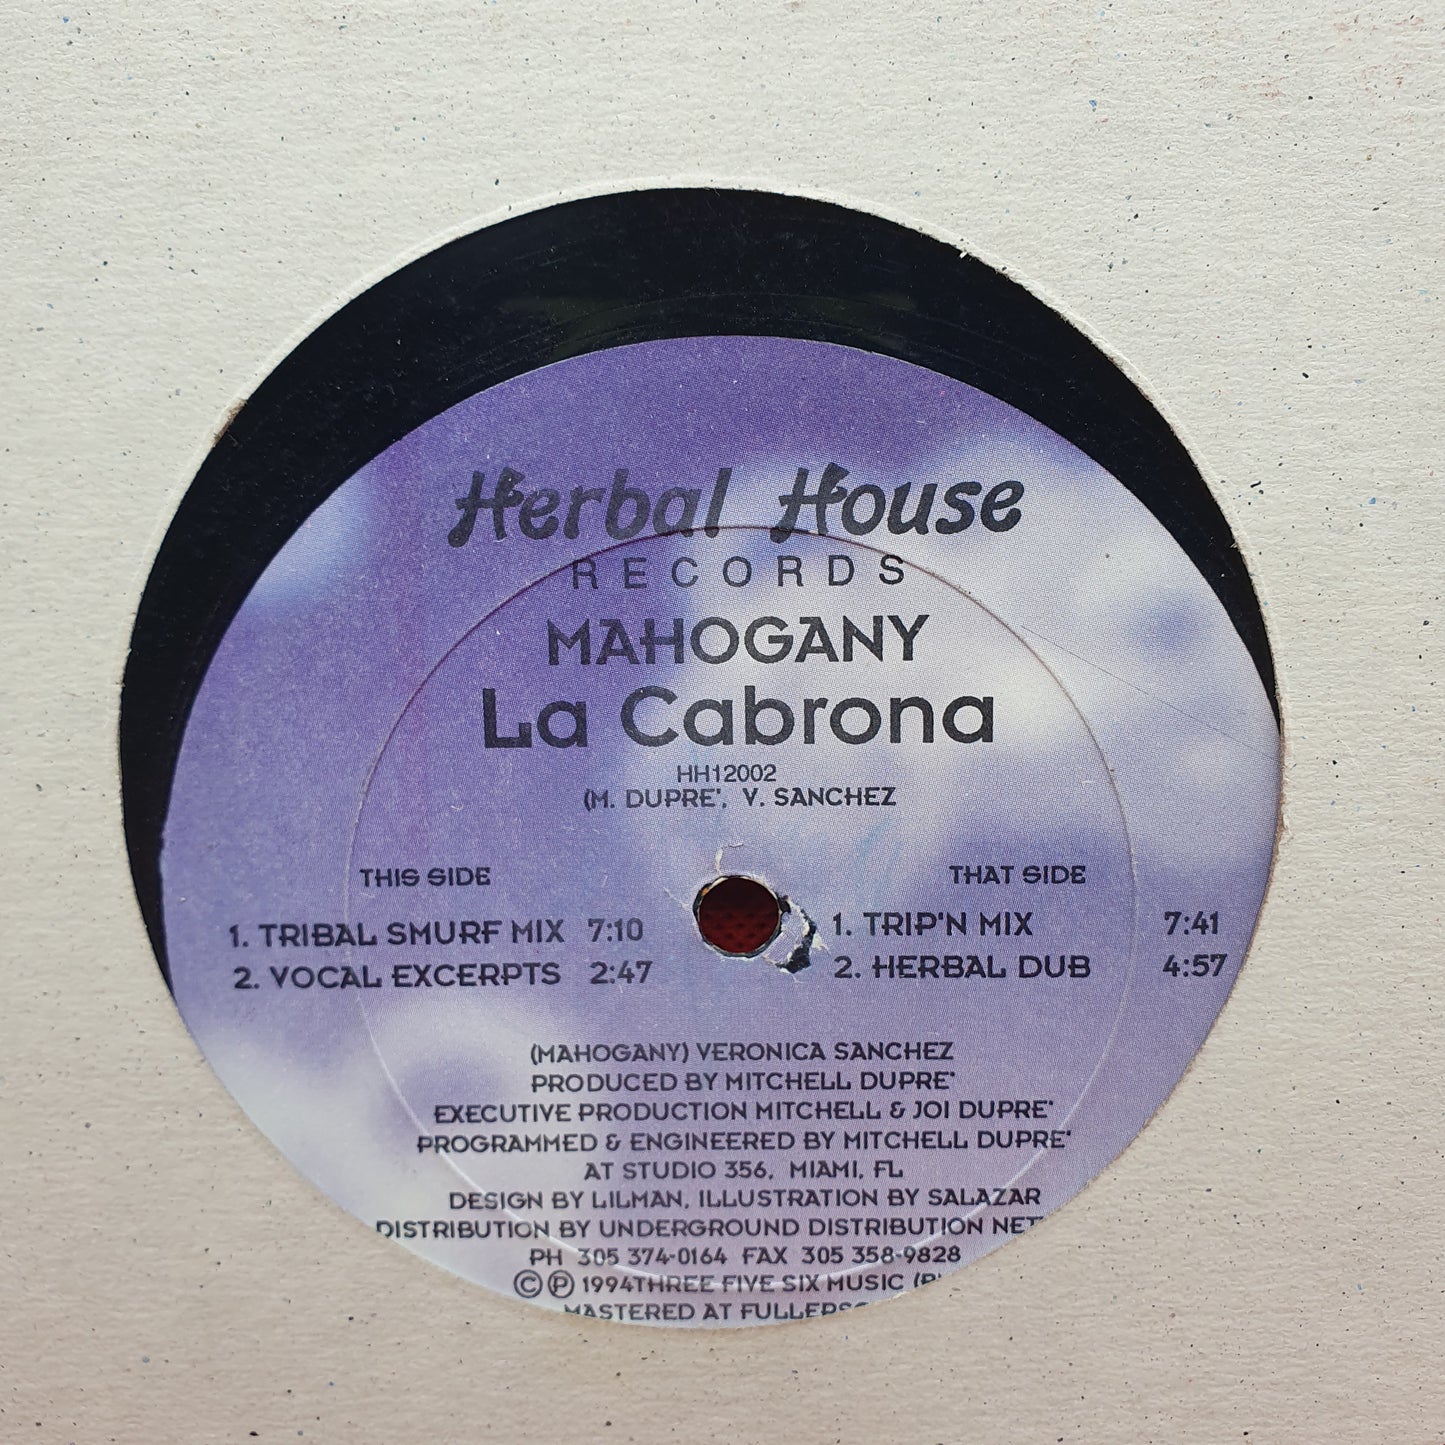 Herbal House
RECORDS
MAHOGANY
La Cabrona
HH12002
(M. DUPRE', V. SANCHEZ
THIS SIDE
1. TRIBAL SMURF MIX 7:10
2. VOCAL EXCERPTS 2:47
THAT SIDE
1. TRIP'N MIX 7:41
2. HERBAL DUB 4:57
(MAHOGANY) VERONICA SANCHEZ
PRODUCED BY MITCHELL DUPRE'
EXECUTIVE PRODUCTION MITCHELL & JOI DUPRE'
PROGRAMMED & ENGINEERED BY MITCHELL DUPRE'
AT STUDIO 356, MIAMI, FL
DESIGN BY LILMAN, ILLUSTRATION BY SALAZAR
DISTRIBUTION BY UNDERGROUND DISTRIBUTION NET
PH 305 374-0164 FAX 305 358-9828
©℗ 1994THREE FIVE SIX MUSIC
MASTERED AT